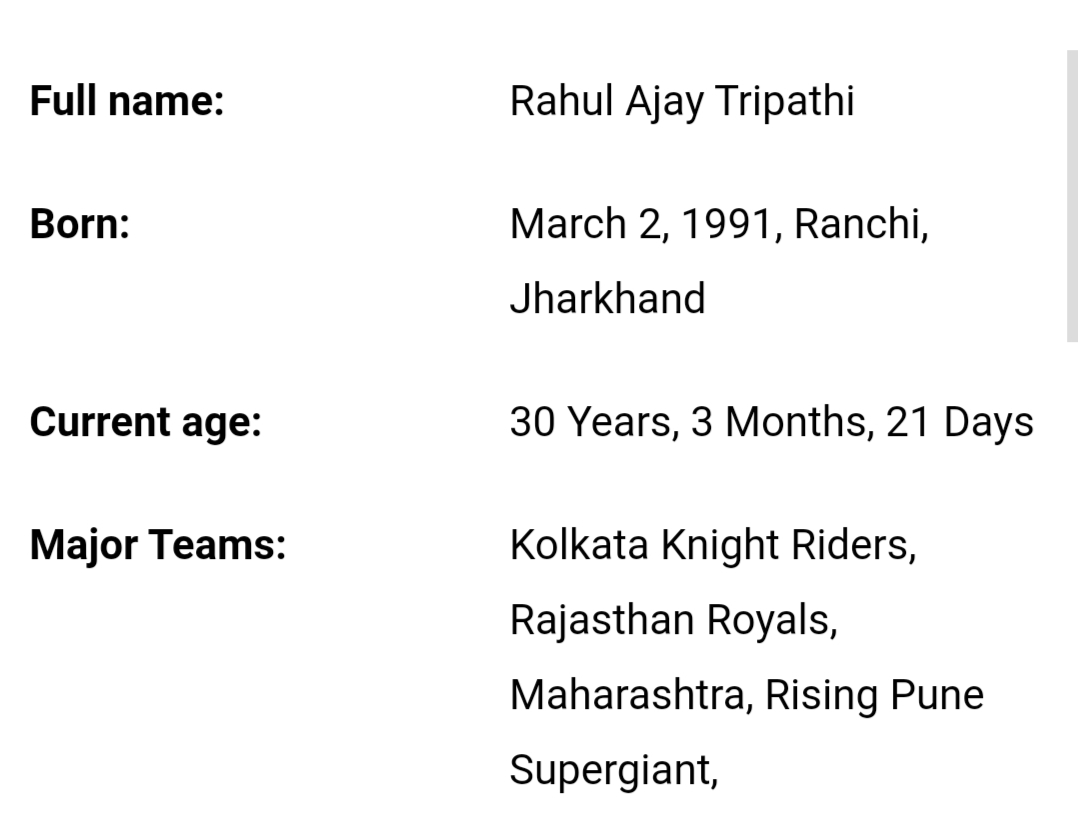 Full name: Rahul Ajay Tripathi
Born: March 2, 1991, Ranchi,
Jharkhand
Current age: 30 Years, 3 Months, 21 Days
Major Teams: Kolkata Knight Riders,
Rajasthan Royals,
Maharashtra, Rising Pune
Supergiant,